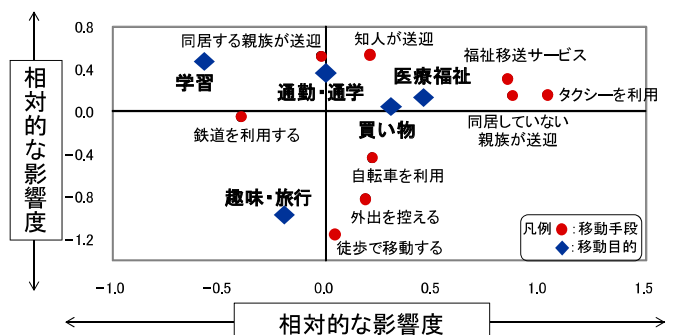 相対的な影響度
0.8
0.4
0.0
-0.4
-0.8
-1.2
同居する親族が送迎
知人が送迎
福祉移送サービス
学習
通勤・通学
医療福祉
タクシーを利用
買い物
同居していない
親族が送迎
鉄道を利用する
自転車を利用
趣味・旅行
外出を控える
徒歩で移動する
凡例
:移動手段
:移動目的
-1.0
-0.5
0.0
0.5
1.0
1.5
相対的な影響度